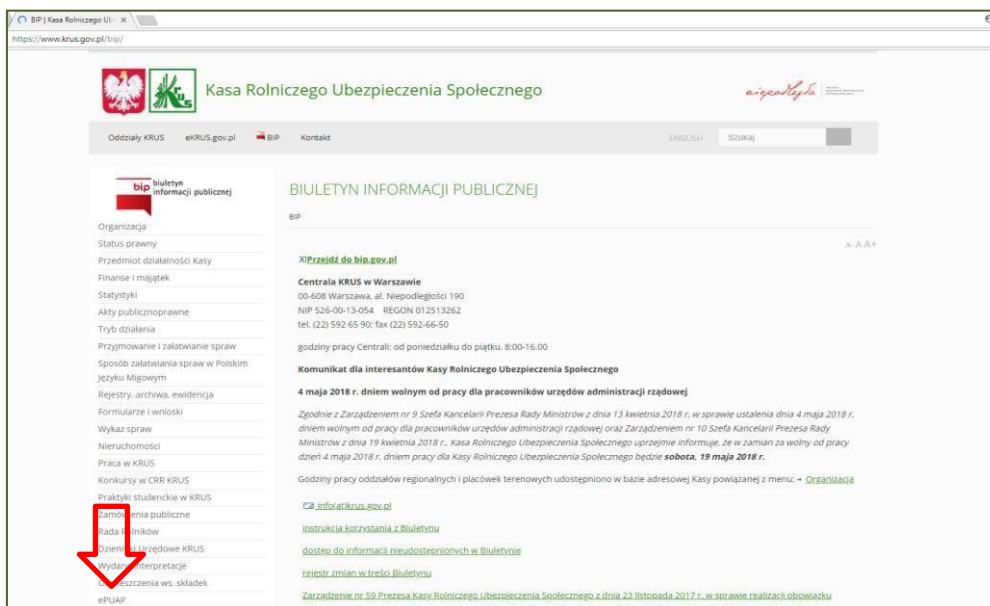 BIP | Kasa Rolniczego Ub
https://www.krus.gov.pl/bip/
KRUS
Kasa Rolniczego Ubezpieczenia Społecznego
niepodległa
Oddziały KRUS eKRUS.gov.pl BIP Kontakt ENGLISH Szukaj
bip biuletyn
informacji publicznej
Organizacja
Status prawny
Przedmiot działalności Kasy
Finanse i majątek
Statystyki
Akty publicznoprawne
Tryb działania
Przyjmowanie i załatwianie spraw
Sposób załatwiania spraw w Polskim
Języku Migowym
Rejestry, archiwa, ewidencja
Formularze i wnioski
Wykaz spraw
Nieruchomości
Praca w KRUS
Konkursy w CRR KRUS
Praktyki studenckie w KRUS
Zamówienia publiczne
Rada Rolników
Dzienniki Urzędowe KRUS
Wydane interpretacje
ws. składek
ePUAP
BIULETYN INFORMACJI PUBLICZNEJ
BIP
A- A A+
Przejdź do bip.gov.pl
Centrala KRUS w Warszawie
00-608 Warszawa, al. Niepodległości 190
NIP 526-00-13-054 REGON 012513262
tel. (22) 592 65 90; fax (22) 592-66-50
godziny pracy Centrali: od poniedziałku do piątku, 8:00-16.00
Komunikat dla interesantów Kasy Rolniczego Ubezpieczenia Społecznego
4 maja 2018 r. dniem wolnym od pracy dla pracowników urzędów administracji rządowej
Zgodnie z Zarządzeniem nr 9 Szefa Kancelarii Prezesa Rady Ministrów z dnia 13 kwietnia 2018 r. w sprawie ustalenia dnia 4 maja 2018 r.
dniem wolnym od pracy dla pracowników urzędów administracji rządowej oraz Zarządzeniem nr 10 Szefa Kancelarii Prezesa Rady
Ministrów z dnia 19 kwietnia 2018 r., Kasa Rolniczego Ubezpieczenia Społecznego uprzejmie informuje, że w zamian za wolny od pracy
dzień 4 maja 2018 r. dniem pracy dla Kasy Rolniczego Ubezpieczenia Społecznego będzie sobota, 19 maja 2018 r.
Godziny pracy oddziałów regionalnych i placówek terenowych udostępniono w bazie adresowej Kasy powiązanej z menu: → Organizacja
info(at)krus.gov.pl
instrukcja korzystania z Biuletynu
dostęp do informacji nieudostępnionych w Biuletynie
rejestr zmian w treści Biuletynu
Zarządzenie nr 59 Prezesa Kasy Rolniczego Ubezpieczenia Społecznego z dnia 23 listopada 2017 r. w sprawie realizacji obowiązku